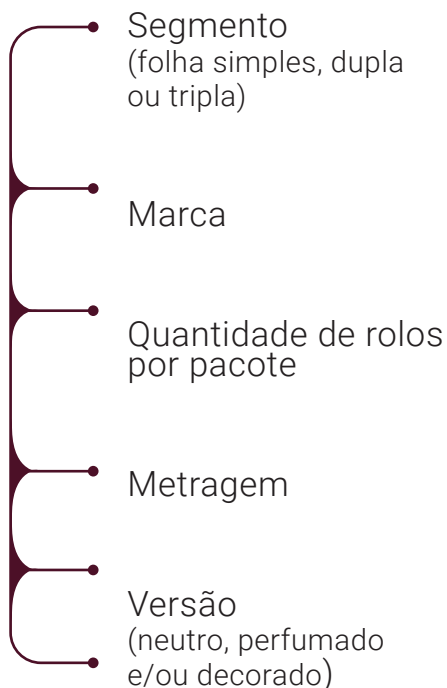 Segmento
(folha simples, dupla
ou tripla)
Marca
Quantidade de rolos
por pacote
Metragem
Versão
(neutro, perfumado
e/ou decorado)